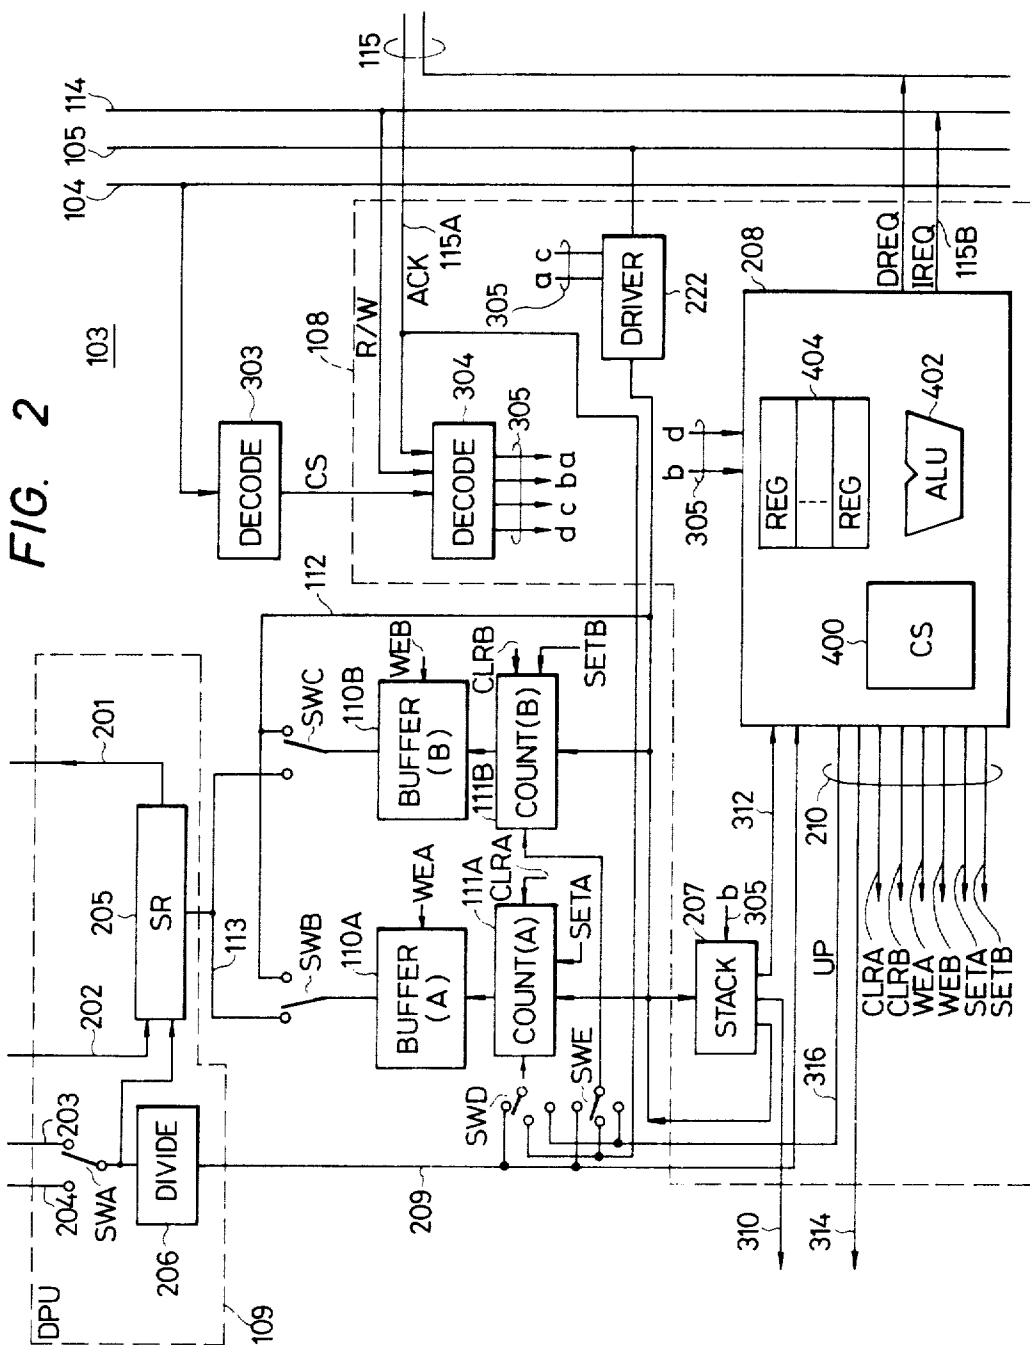 FIG. 2
103
104
105
114
115
DPU
109
204
203
SWA
DIVIDE
206
202
205
SR
201
113
209
SWB
SWC
112
110A
BUFFER
(A)
WEA
110B
BUFFER
(B)
WEB
111A
COUNT(A)
CLRA
SETA
111B
COUNT(B)
CLRB
SETB
SWD
SWE
DECODE
303
CS
108
R/W
ACK
115A
DECODE
304
305
d c b a
305
a c
DRIVER
222
207
STACK
b
305
312
310
314
316
UP
210
CLRA
CLRB
WEA
WEB
SETA
SETB
208
305
b d
REG
REG
404
ALU
402
400
CS
DREQ
IREQ
115B